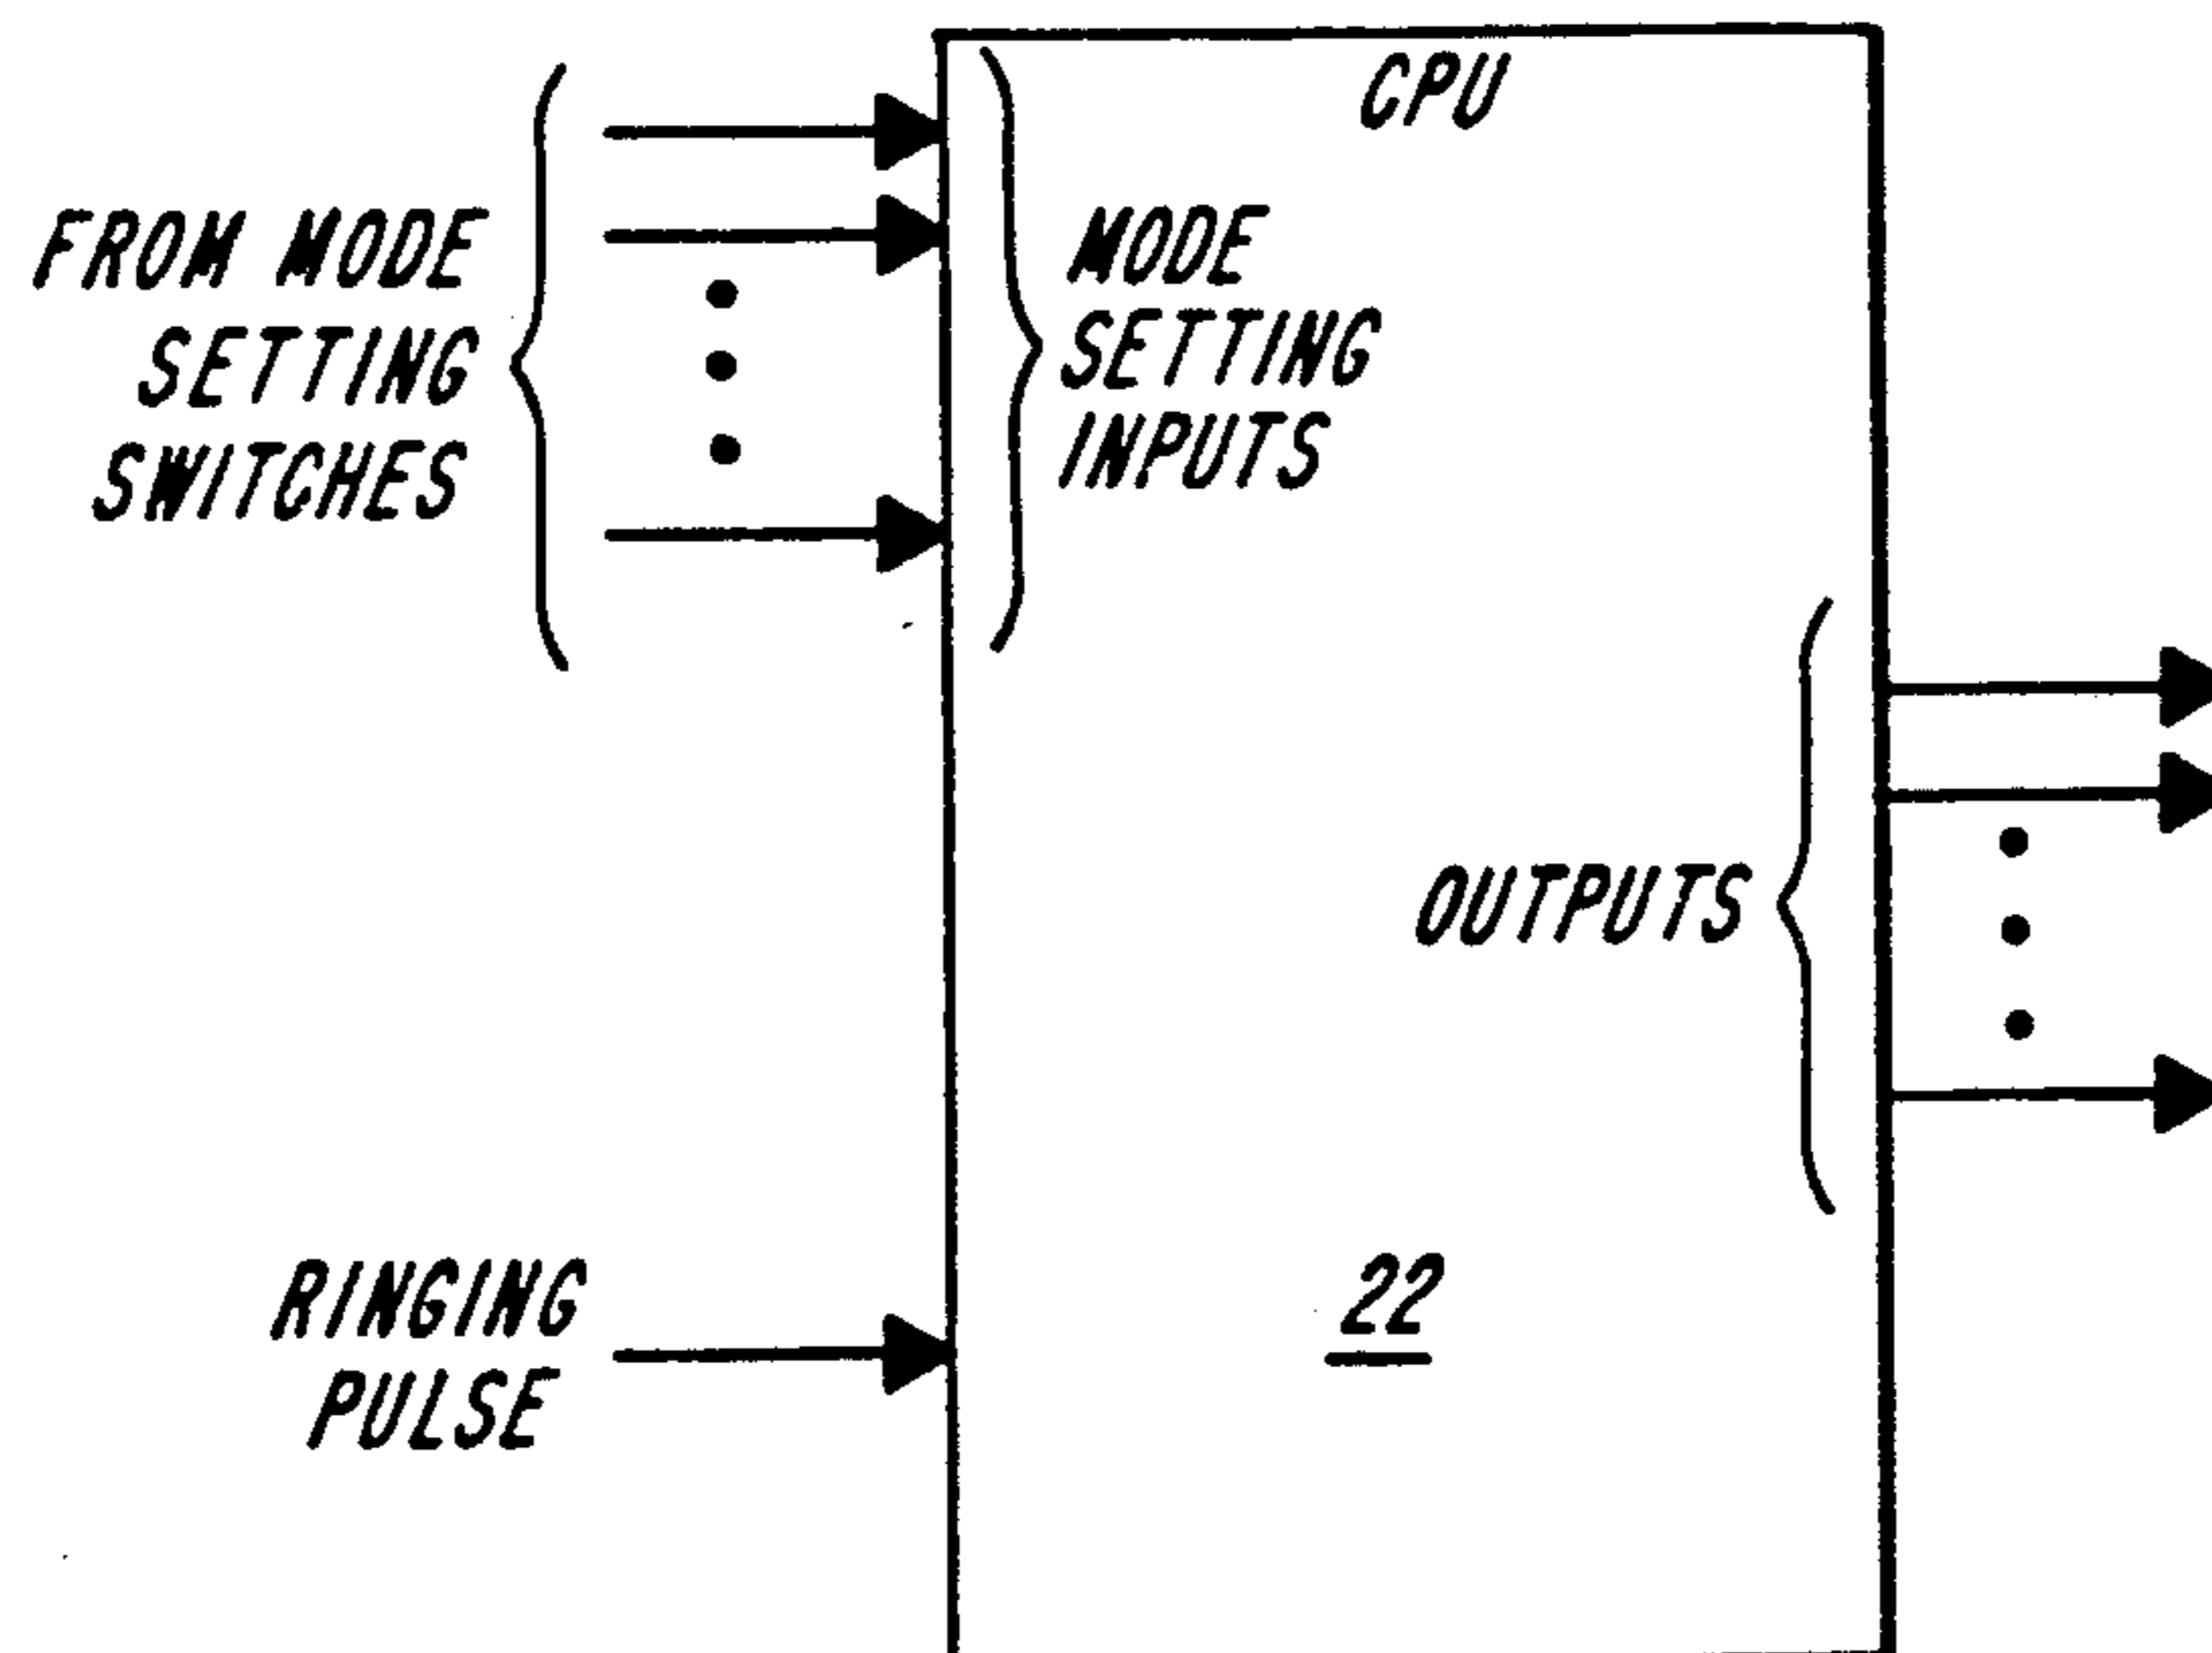 CPU
FROM MODE
SETTING
SWITCHES
MODE
SETTING
INPUTS
OUTPUTS
RINGING
PULSE
22